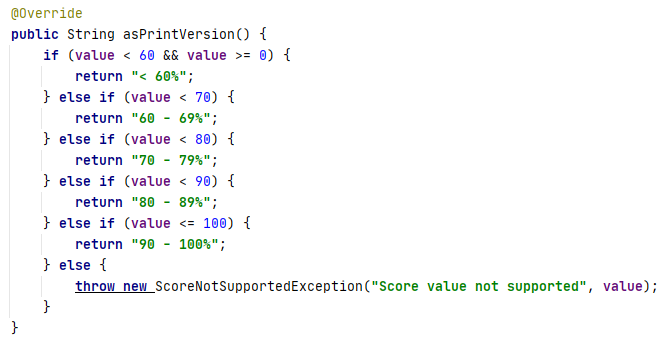 @Override
public String asPrintVersion() {
    if (value < 60 && value >= 0) {
        return "< 60%";
    } else if (value < 70) {
        return "60 - 69%";
    } else if (value < 80) {
        return "70 - 79%";
    } else if (value < 90) {
        return "80 - 89%";
    } else if (value <= 100) {
        return "90 - 100%";
    } else {
        throw new ScoreNotSupportedException("Score value not supported", value);
    }
}